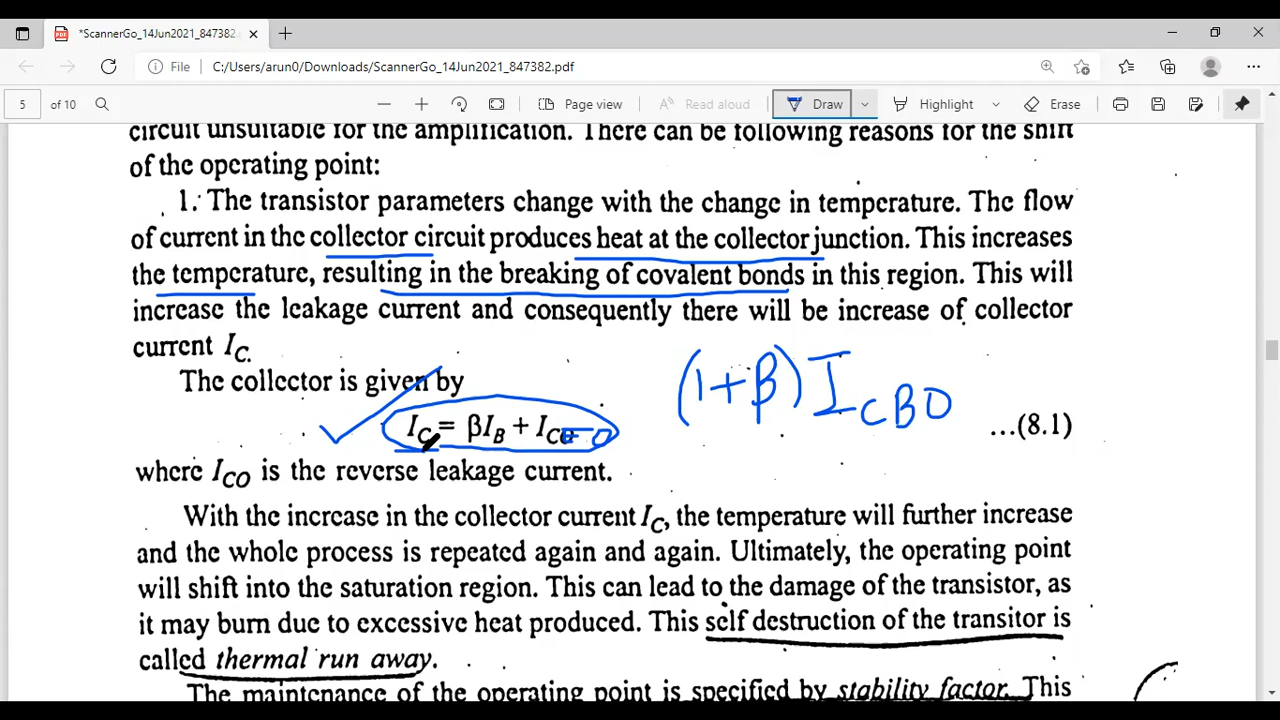 *ScannerGo_14Jun2021_847382.
File C:/Users/arun0/Downloads/ScannerGo_14Jun2021_847382.pdf
5 of 10 Page view Read aloud Draw Highlight Erase
circuit unsuitable for the amplification. There can be following reasons for the shift
of the operating point:
1. The transistor parameters change with the change in temperature. The flow
of current in the collector circuit produces heat at the collector junction. This increases
the temperature, resulting in the breaking of covalent bonds in this region. This will
increase the leakage current and consequently there will be increase of collector
current IC.
The collector is given by
(1+β) ICBO
IC = βIB + ICO ...(8.1)
where ICO is the reverse leakage current.
With the increase in the collector current IC, the temperature will further increase
and the whole process is repeated again and again. Ultimately, the operating point
will shift into the saturation region. This can lead to the damage of the transistor, as
it may burn due to excessive heat produced. This self destruction of the transitor is
called thermal run away.
The maintenance of the operating point is specified by stability factor. This